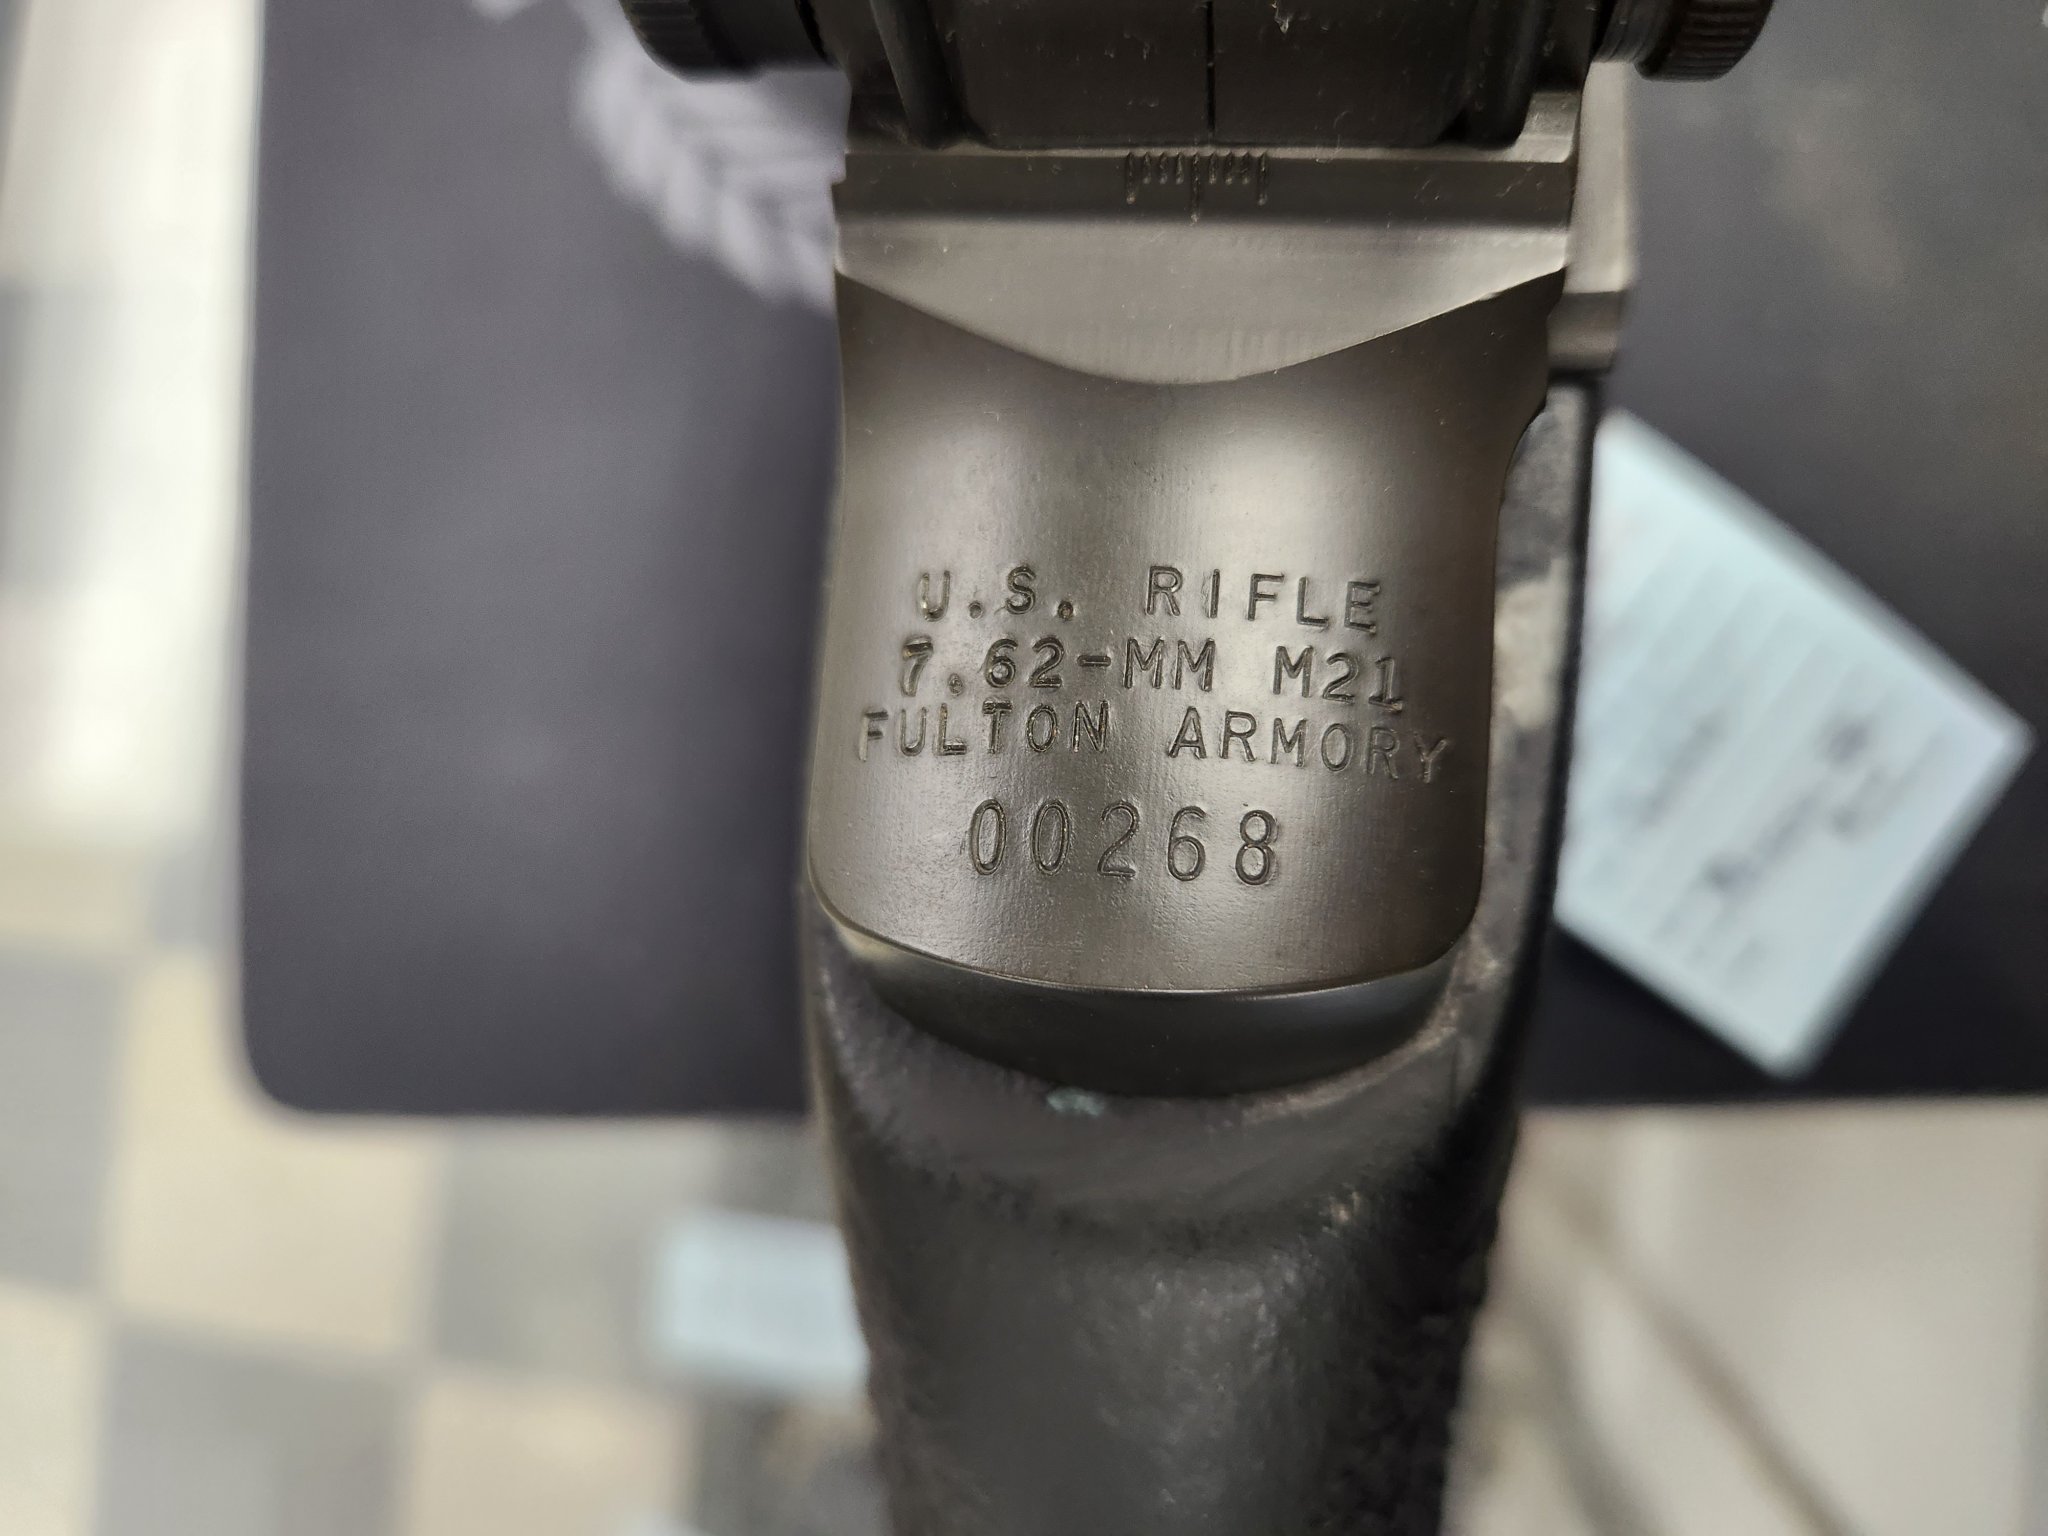 U.S. RIFLE
7.62-MM M21
FULTON ARMORY
00268